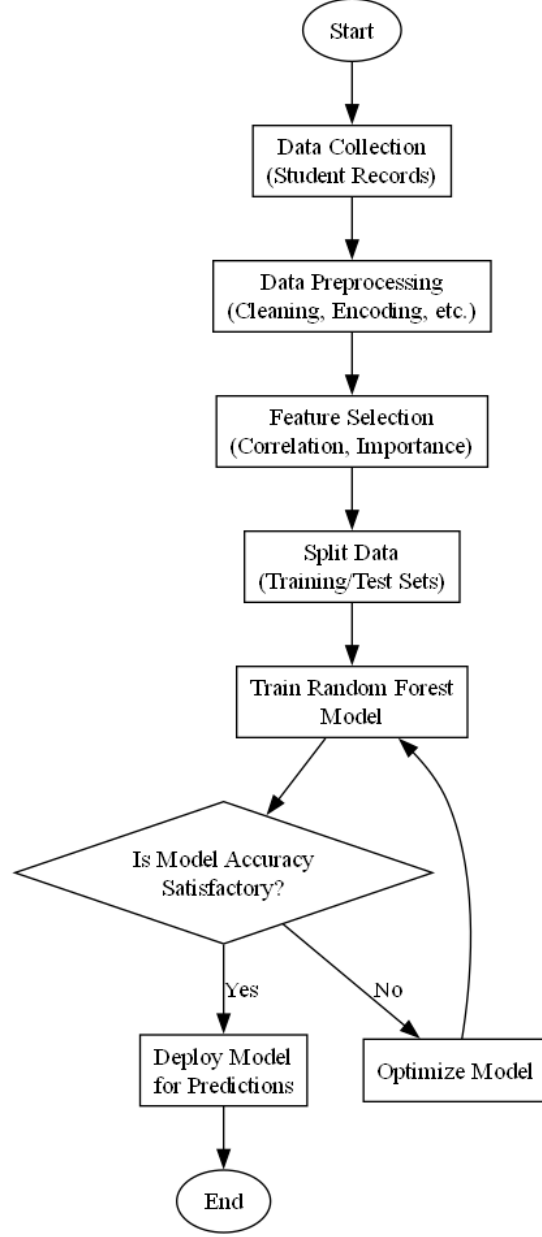 Start
Data Collection
(Student Records)
Data Preprocessing
(Cleaning, Encoding, etc.)
Feature Selection
(Correlation, Importance)
Split Data
(Training/Test Sets)
Train Random Forest
Model
Is Model Accuracy
Satisfactory?
Yes
No
Deploy Model
for Predictions
Optimize Model
End